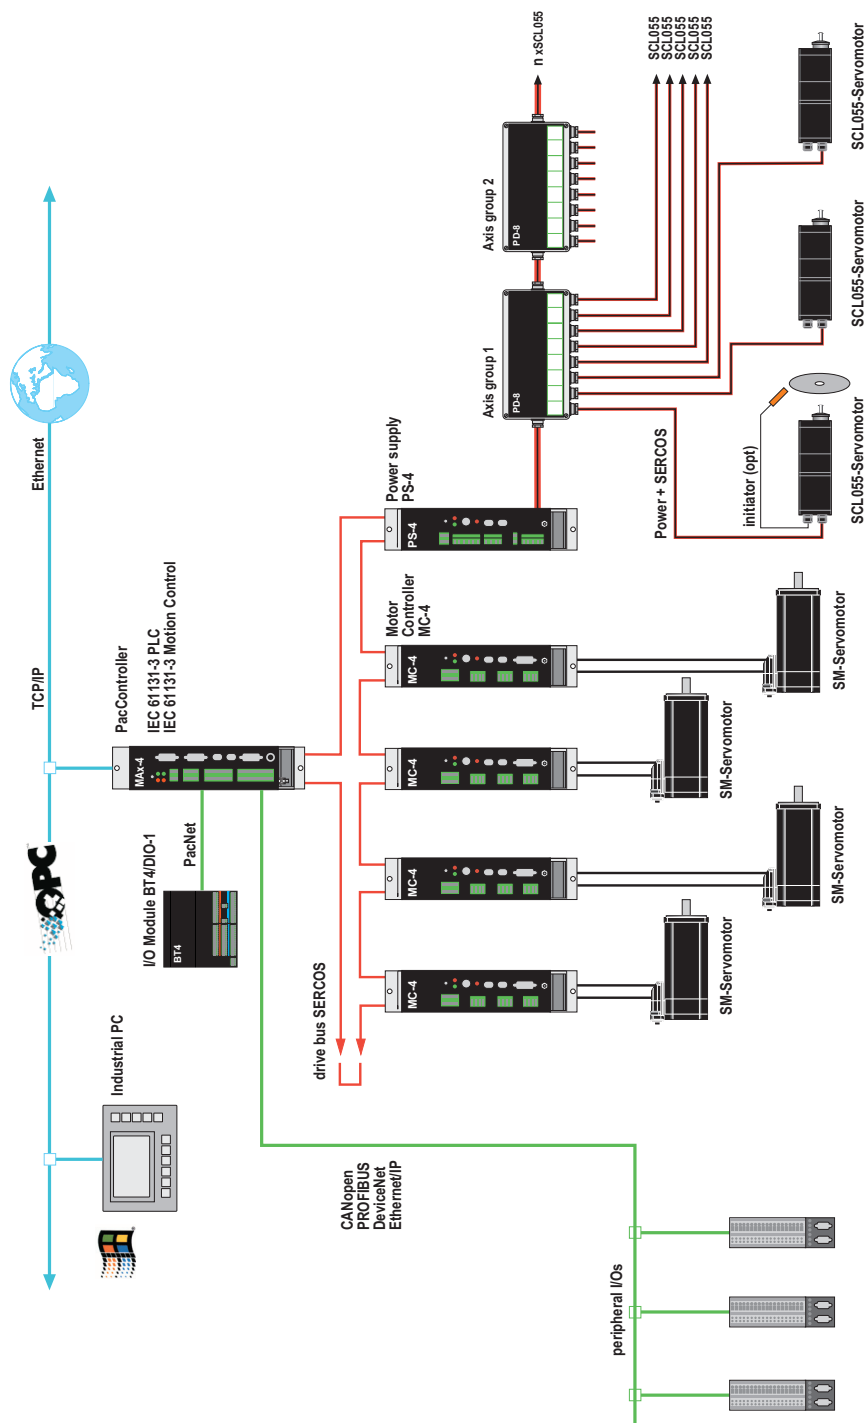 TCP/IP
Ethernet
OPC
Industrial PC
I/O Module BT4/DIO-1
BT4
PacNet
PacController
IEC 61131-3 PLC
IEC 61131-3 Motion Control
MAx-4
drive bus SERCOS
CANopen
PROFIBUS
DeviceNet
Ethernet/IP
peripheral I/Os
MC-4
MC-4
MC-4
Motor
Controller
MC-4
MC-4
Power supply
PS-4
PS-4
SM-Servomotor
SM-Servomotor
SM-Servomotor
SM-Servomotor
Axis group 1
PD-8
Axis group 2
PD-8
n xSCL055
SCL055
SCL055
SCL055
SCL055
SCL055
Power + SERCOS
initiator (opt)
SCL055-Servomotor
SCL055-Servomotor
SCL055-Servomotor